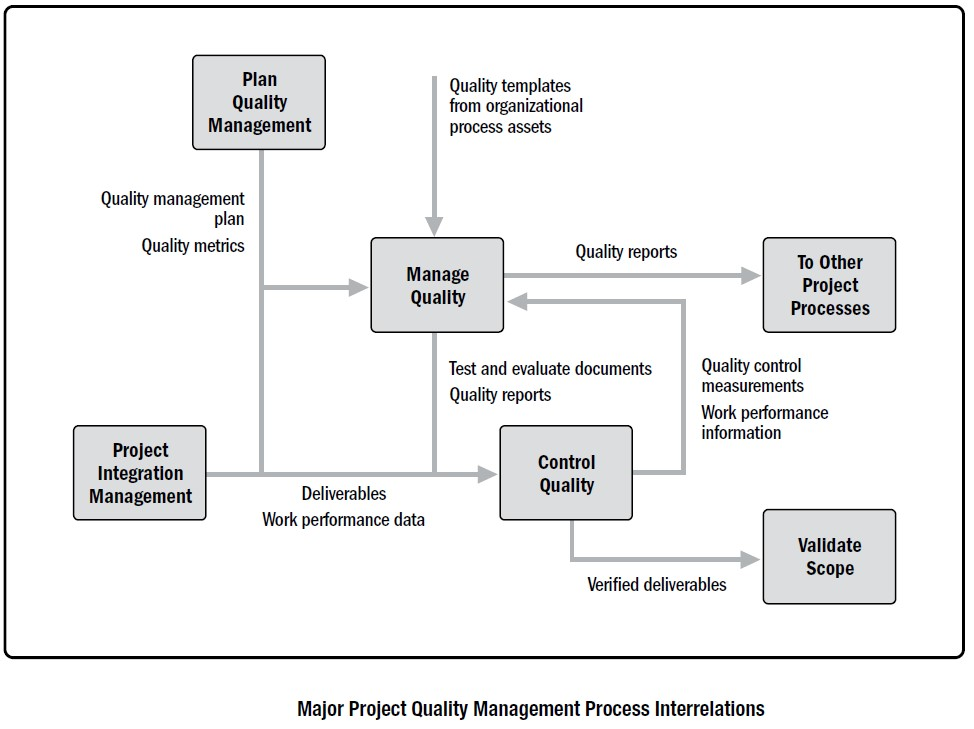 Plan
Quality
Management
Quality templates
from organizational
process assets
Quality management
plan
Quality metrics
Manage
Quality
Quality reports
To Other
Project
Processes
Test and evaluate documents
Quality reports
Quality control
measurements
Work performance
information
Project
Integration
Management
Deliverables
Work performance data
Control
Quality
Verified deliverables
Validate
Scope
Major Project Quality Management Process Interrelations